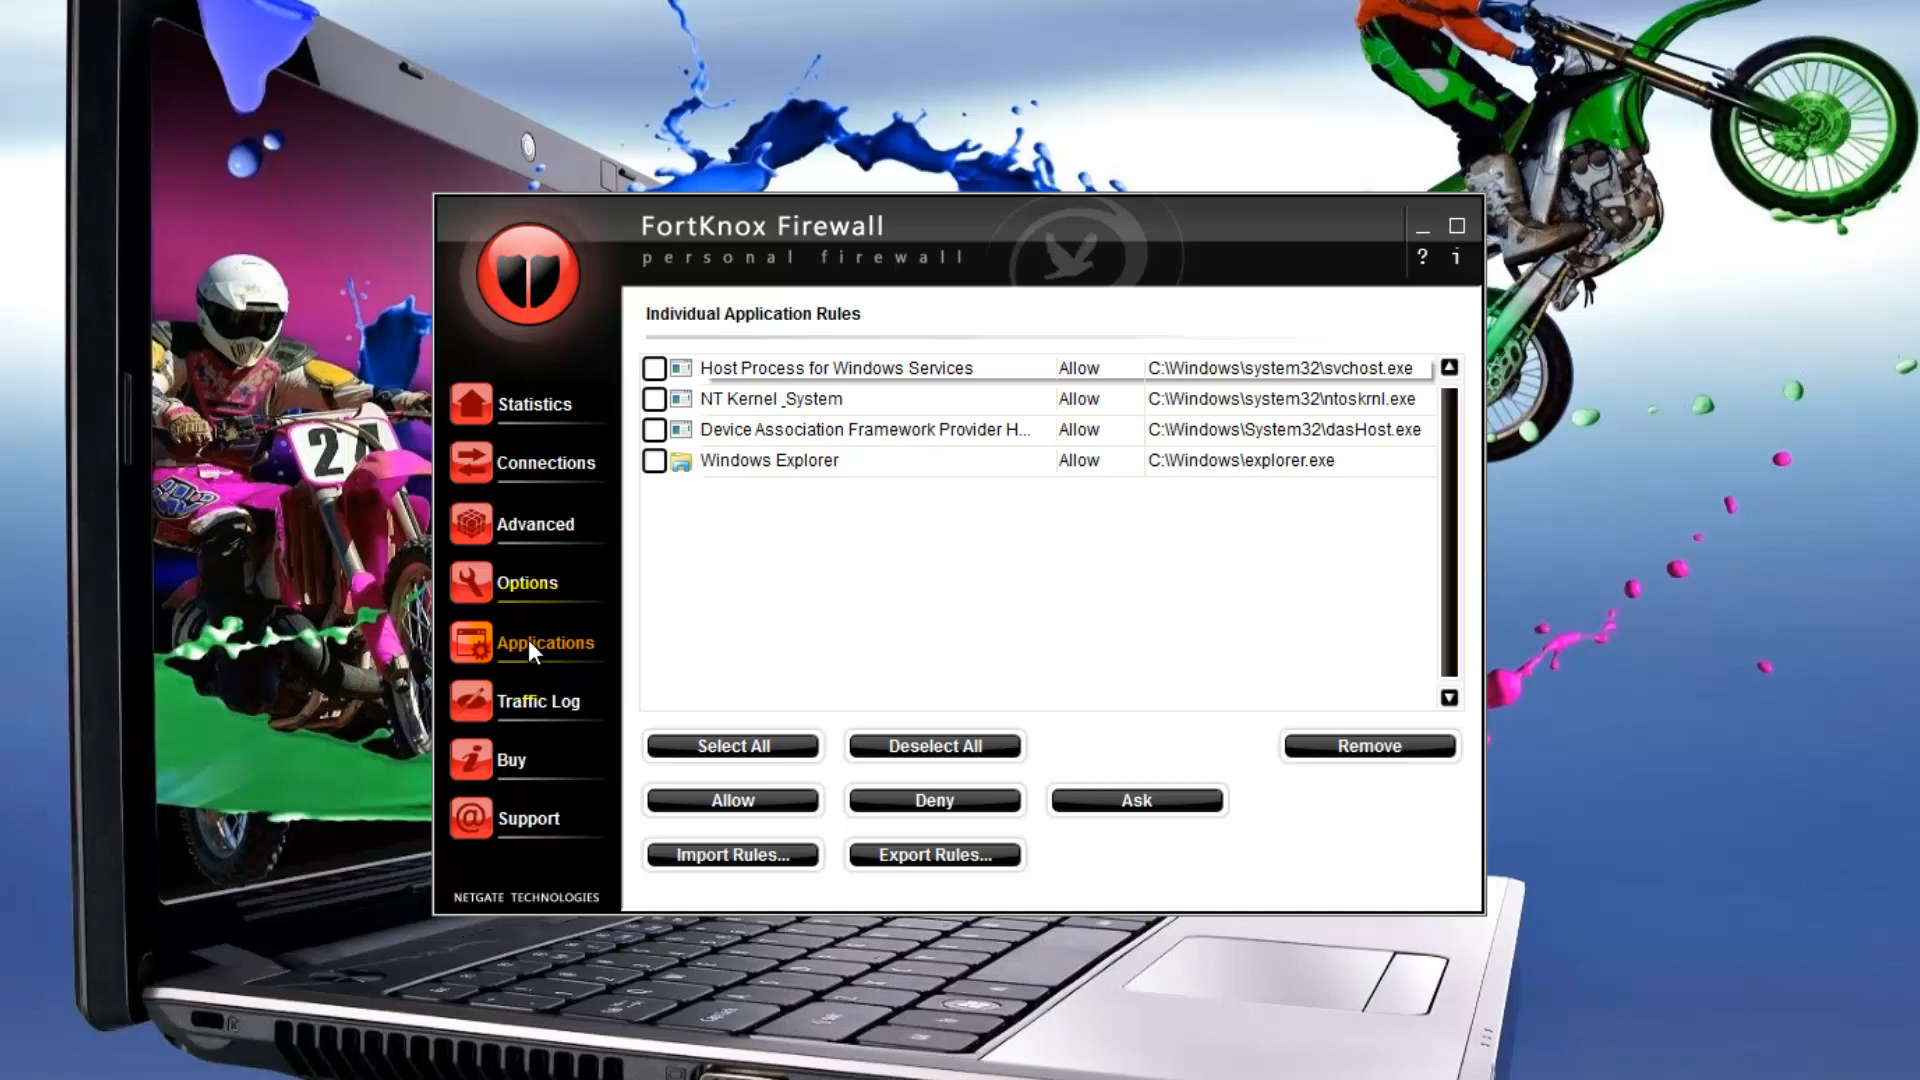 FortKnox Firewall
personal firewall
? i
Individual Application Rules
Host Process for Windows Services Allow C:\Windows\system32\svchost.exe
NT Kernel _System Allow C:\Windows\system32\ntoskrnl.exe
Device Association Framework Provider H... Allow C:\Windows\System32\dasHost.exe
Windows Explorer Allow C:\Windows\explorer.exe
Statistics
Connections
Advanced
Options
Applications
Traffic Log
Buy
Support
NETGATE TECHNOLOGIES
Select All Deselect All Remove
Allow Deny Ask
Import Rules... Export Rules...